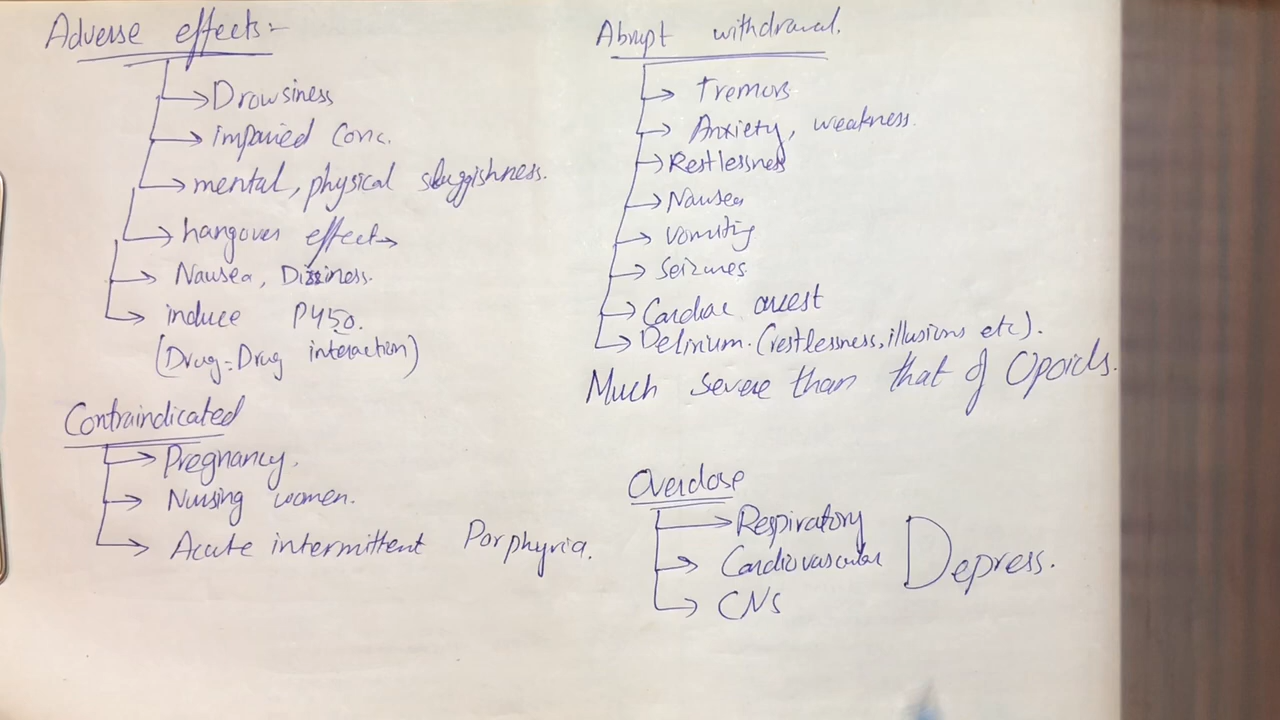 Adverse effects:-
Drowsiness
impaired Conc.
mental, physical sluggishness.
hangover effect
Nausea, Dizziness.
induce P450.
(Drug-Drug interaction)
Contraindicated
Pregnancy.
Nursing women.
Acute intermittent Porphyria.
Abrupt withdrawal.
Tremors
Anxiety, weakness.
Restlessness
Nausea
vomiting
Seizures
Cardiac arrest
Delirium. (restlessness, illusions etc).
Much severe than that of Opoids.
Overdose
Respiratory
Cardiovascular
CNS
Depress.